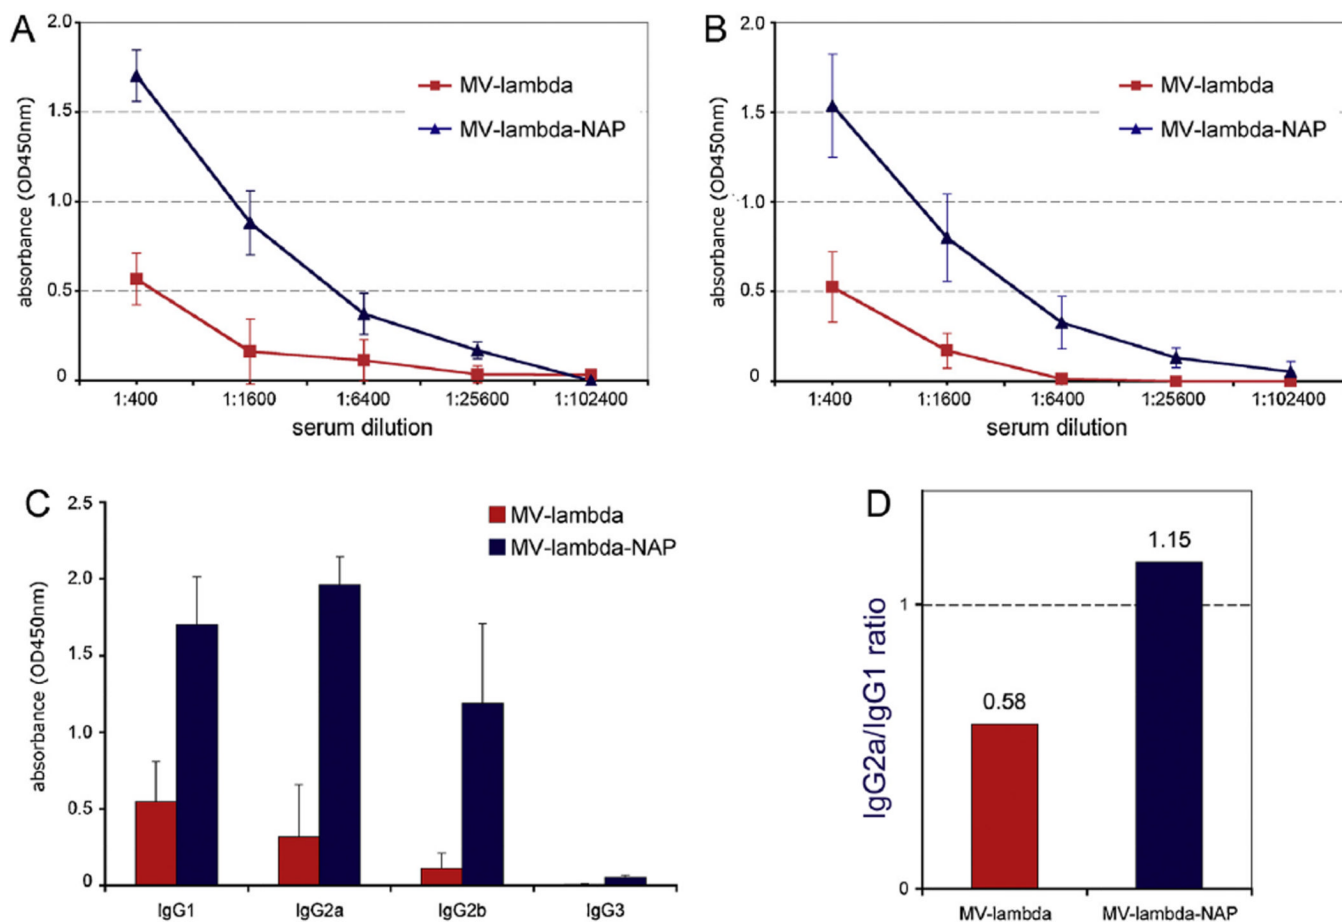 A
2.0
1.5
1.0
0.5
0
absorbance (OD450nm)
MV-lambda
MV-lambda-NAP
1:400 1:1600 1:6400 1:25600 1:102400
serum dilution
B
2.0
1.5
1.0
0.5
0
absorbance (OD450nm)
MV-lambda
MV-lambda-NAP
1:400 1:1600 1:6400 1:25600 1:102400
serum dilution
C
2.5
2.0
1.5
1.0
0.5
0
absorbance (OD450nm)
MV-lambda
MV-lambda-NAP
IgG1 IgG2a IgG2b IgG3
D
IgG2a/IgG1 ratio
1
0
0.58
1.15
MV-lambda MV-lambda-NAP